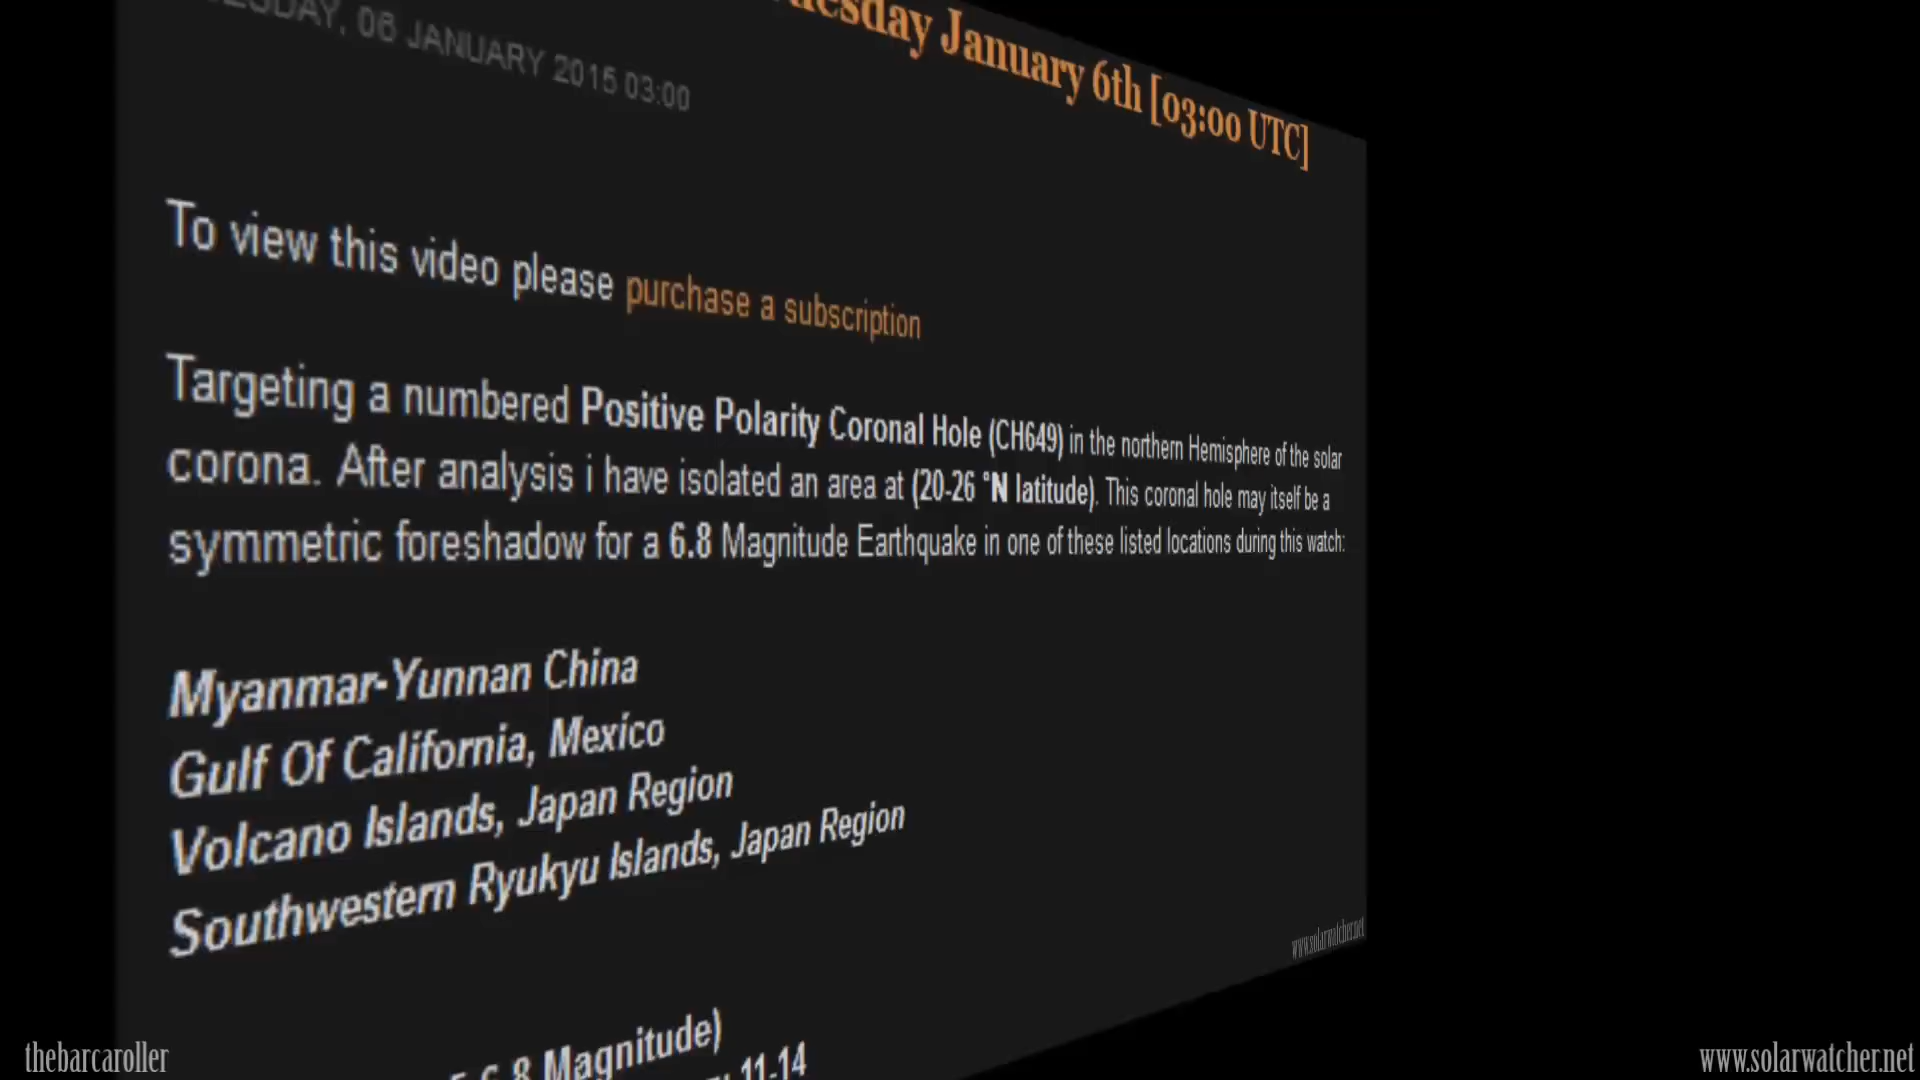 January 6th [03:00 UTC]
06 JANUARY 2015 03:00
To view this video please purchase a subscription
Targeting a numbered Positive Polarity Coronal Hole (CH649) in the northern Hemisphere of the solar
corona. After analysis i have isolated an area at (20-26 °N latitude). This coronal hole may itself be a
symmetric foreshadow for a 6.8 Magnitude Earthquake in one of these listed locations during this watch:
Myanmar-Yunnan China
Gulf Of California, Mexico
Volcano Islands, Japan Region
Southwestern Ryukyu Islands, Japan Region
www.solarwatcher.net
6.8 Magnitude)
11-14
thebarcaroller
www.solarwatcher.net